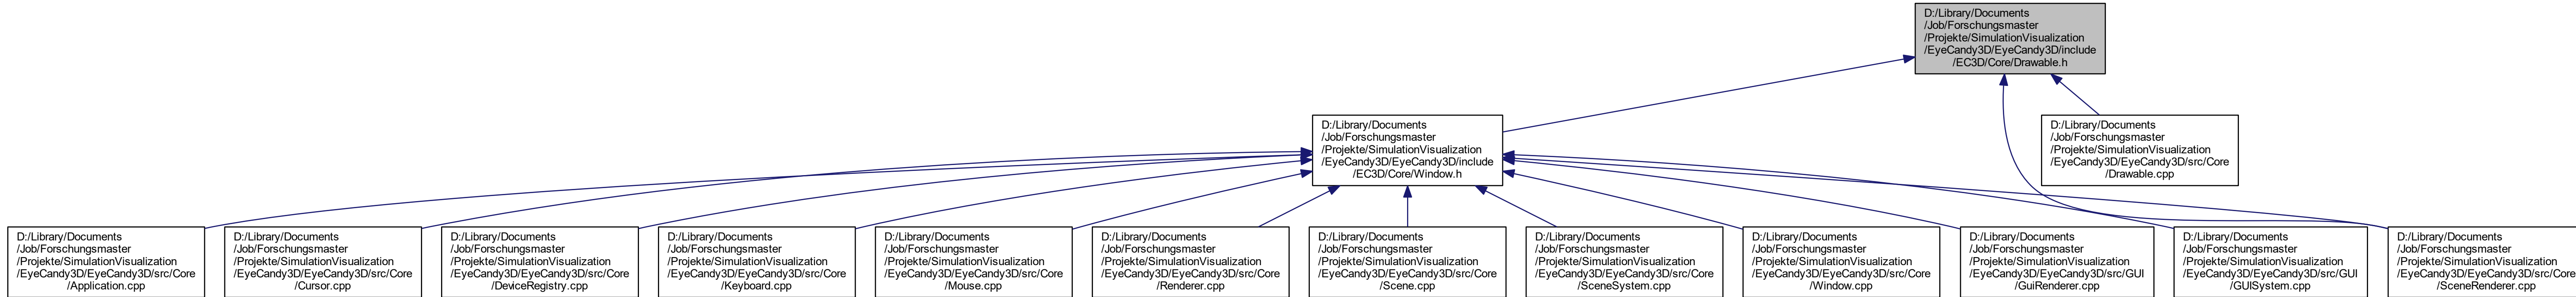 D:/Library/Documents
/Job/Forschungsmaster
/Projekte/SimulationVisualization
/EyeCandy3D/EyeCandy3D/include
/EC3D/Core/Drawable.h
D:/Library/Documents
/Job/Forschungsmaster
/Projekte/SimulationVisualization
/EyeCandy3D/EyeCandy3D/include
/EC3D/Core/Window.h
D:/Library/Documents
/Job/Forschungsmaster
/Projekte/SimulationVisualization
/EyeCandy3D/EyeCandy3D/src/Core
/Drawable.cpp
D:/Library/Documents
/Job/Forschungsmaster
/Projekte/SimulationVisualization
/EyeCandy3D/EyeCandy3D/src/Core
/Application.cpp
D:/Library/Documents
/Job/Forschungsmaster
/Projekte/SimulationVisualization
/EyeCandy3D/EyeCandy3D/src/Core
/Cursor.cpp
D:/Library/Documents
/Job/Forschungsmaster
/Projekte/SimulationVisualization
/EyeCandy3D/EyeCandy3D/src/Core
/DeviceRegistry.cpp
D:/Library/Documents
/Job/Forschungsmaster
/Projekte/SimulationVisualization
/EyeCandy3D/EyeCandy3D/src/Core
/Keyboard.cpp
D:/Library/Documents
/Job/Forschungsmaster
/Projekte/SimulationVisualization
/EyeCandy3D/EyeCandy3D/src/Core
/Mouse.cpp
D:/Library/Documents
/Job/Forschungsmaster
/Projekte/SimulationVisualization
/EyeCandy3D/EyeCandy3D/src/Core
/Renderer.cpp
D:/Library/Documents
/Job/Forschungsmaster
/Projekte/SimulationVisualization
/EyeCandy3D/EyeCandy3D/src/Core
/Scene.cpp
D:/Library/Documents
/Job/Forschungsmaster
/Projekte/SimulationVisualization
/EyeCandy3D/EyeCandy3D/src/Core
/SceneSystem.cpp
D:/Library/Documents
/Job/Forschungsmaster
/Projekte/SimulationVisualization
/EyeCandy3D/EyeCandy3D/src/Core
/Window.cpp
D:/Library/Documents
/Job/Forschungsmaster
/Projekte/SimulationVisualization
/EyeCandy3D/EyeCandy3D/src/GUI
/GuiRenderer.cpp
D:/Library/Documents
/Job/Forschungsmaster
/Projekte/SimulationVisualization
/EyeCandy3D/EyeCandy3D/src/GUI
/GUISystem.cpp
D:/Library/Documents
/Job/Forschungsmaster
/Projekte/SimulationVisualization
/EyeCandy3D/EyeCandy3D/src/Core
/SceneRenderer.cpp